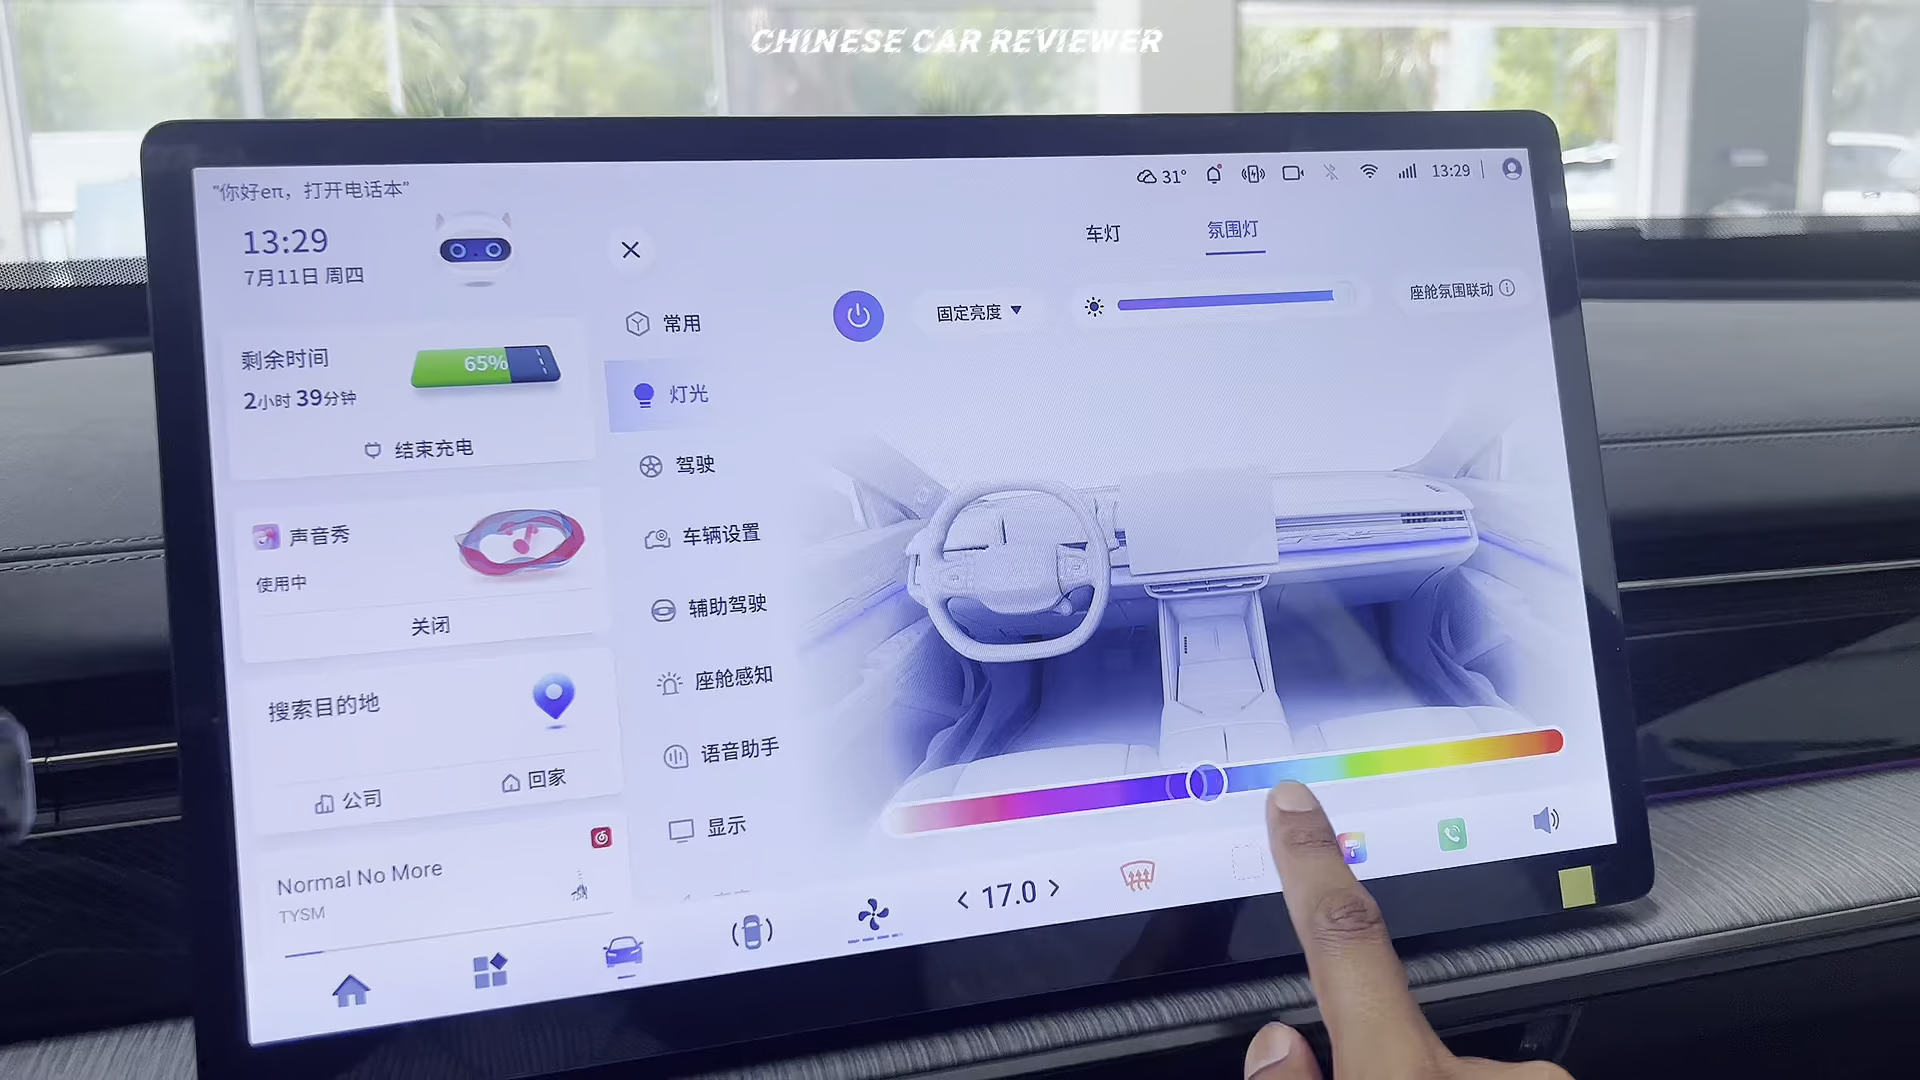 CHINESE CAR REVIEWER
“你好eπ，打开电话本”
31°
13:29
13:29
7月11日 周四
剩余时间
65%
2小时 39分钟
结束充电
声音秀
使用中
关闭
搜索目的地
公司
回家
Normal No More
TYSM
常用
灯光
驾驶
车辆设置
辅助驾驶
座舱感知
语音助手
显示
车灯
氛围灯
固定亮度
座舱氛围联动
< 17.0 >